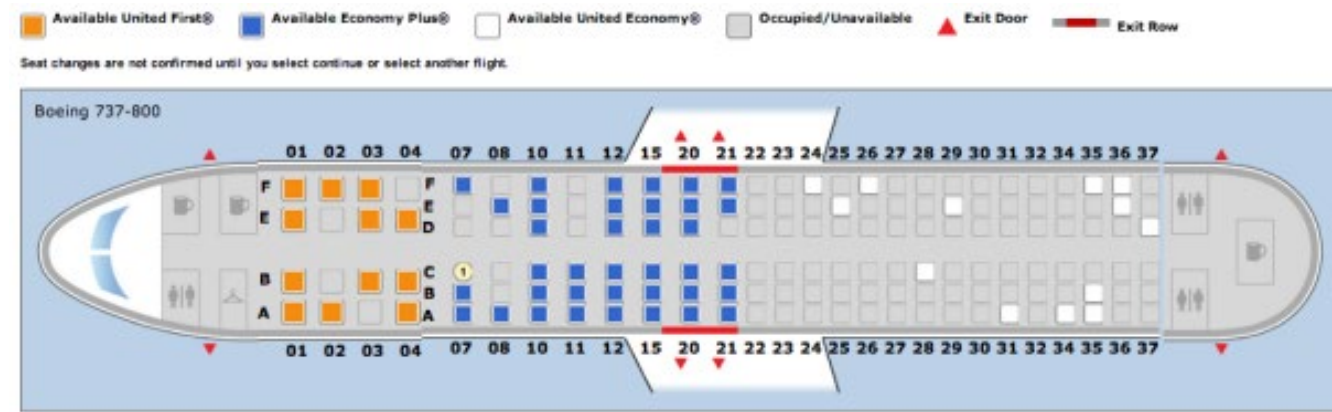 Available United First® Available Economy Plus® Available United Economy® Occupied/Unavailable Exit Door Exit Row
Seat changes are not confirmed until you select continue or select another flight.
Boeing 737-800
01 02 03 04 07 08 10 11 12 15 20 21 22 23 24 25 26 27 28 29 30 31 32 34 35 36 37
F F
E E
D
1
C
B B
A A
01 02 03 04 07 08 10 11 12 15 20 21 22 23 24 25 26 27 28 29 30 31 32 34 35 36 37